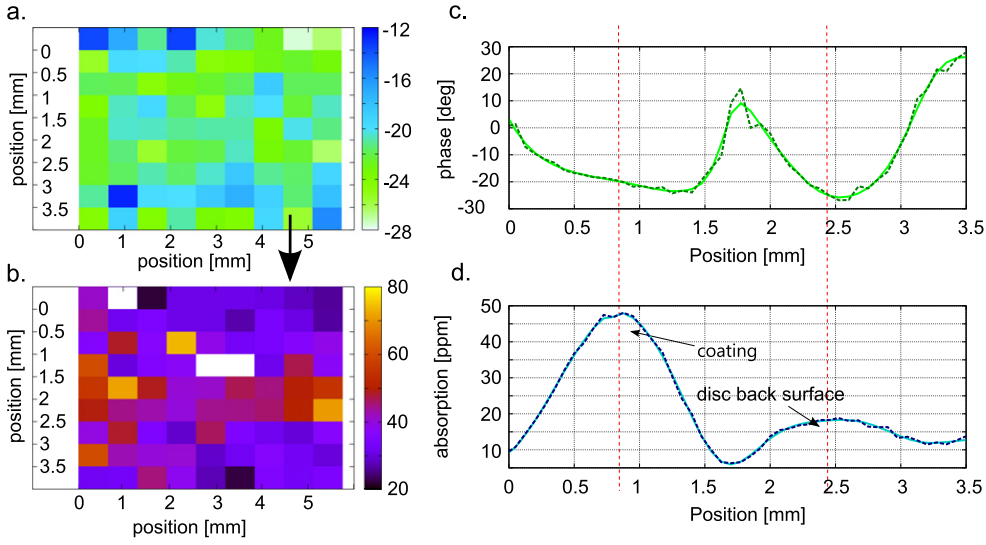 a.
position [mm]
0
0.5
1
1.5
2
2.5
3
3.5
0 1 2 3 4 5
position [mm]
-12
-16
-20
-24
-28
b.
position [mm]
0
0.5
1
1.5
2
2.5
3
3.5
0 1 2 3 4 5
position [mm]
80
60
40
20
c.
phase [deg]
30
20
10
0
-10
-20
-30
0 0.5 1 1.5 2 2.5 3 3.5
Position [mm]
d.
absorption [ppm]
50
40
30
20
10
coating
disc back surface
0 0.5 1 1.5 2 2.5 3 3.5
Position [mm]